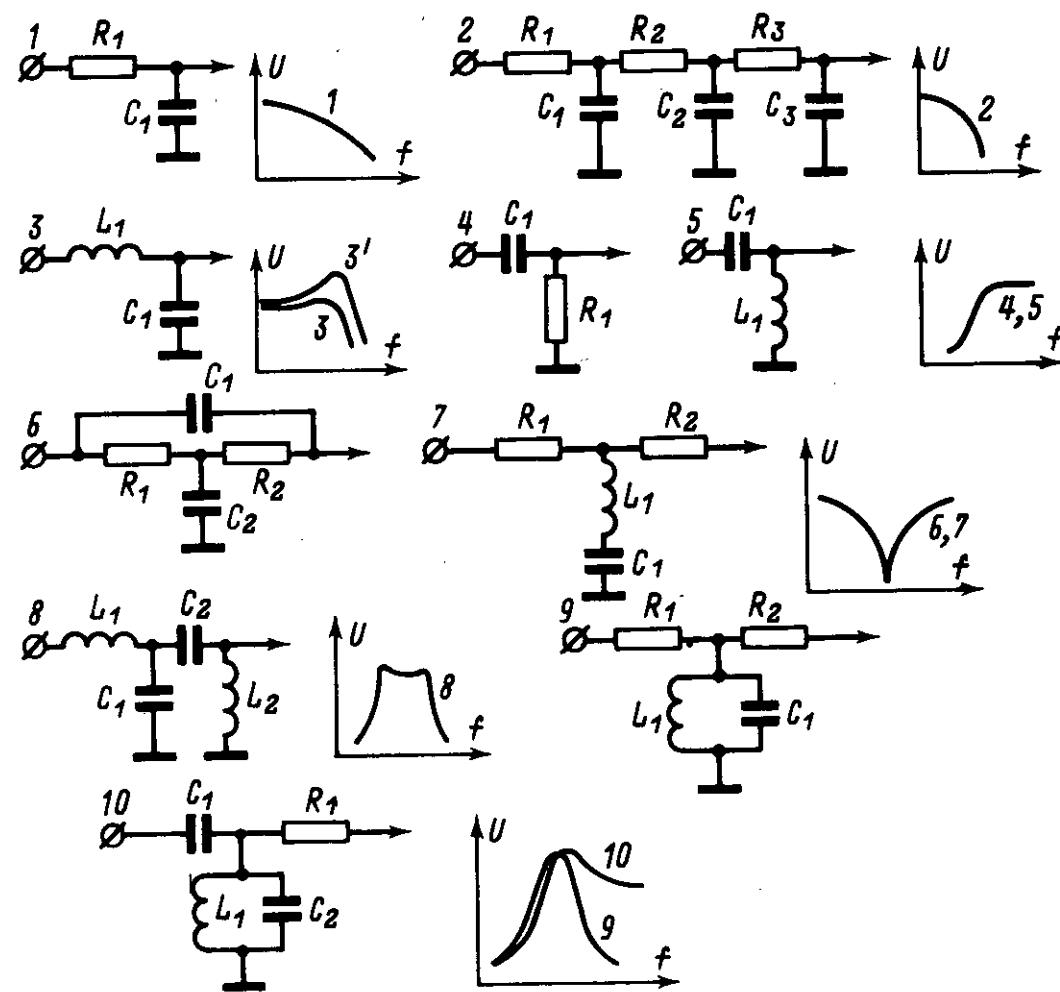 1 R1 C1 U 1 f
2 R1 R2 R3 C1 C2 C3 U 2 f
3 L1 C1 U 3' 3 f
4 C1 R1
5 C1 L1 U 4,5 f
6 C1 R1 R2 C2
7 R1 R2 L1 C1 U 6,7 f
8 L1 C2 C1 L2 U 8 f
9 R1 R2 L1 C1
10 C1 R1 L1 C2 U 10 9 f